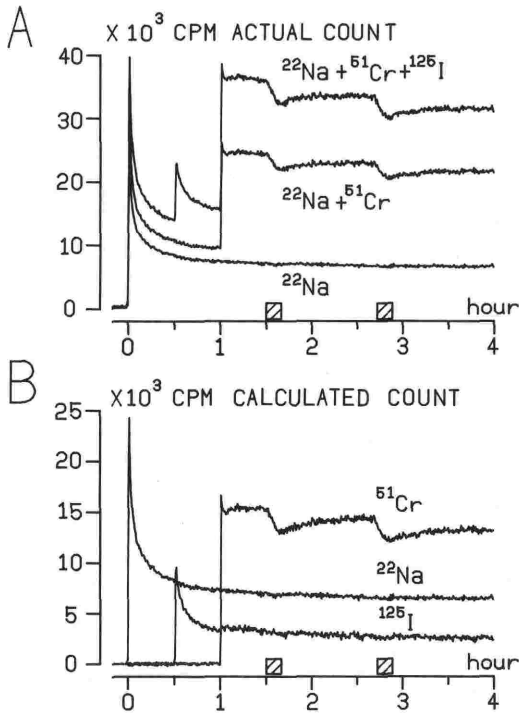 A
X 10³ CPM ACTUAL COUNT
40
30
20
10
0
²²Na + ⁵¹Cr + ¹²⁵I
²²Na + ⁵¹Cr
²²Na
hour
0 1 2 3 4
B
X10³ CPM CALCULATED COUNT
25
20
15
10
5
0
⁵¹Cr
²²Na
¹²⁵I
hour
0 1 2 3 4